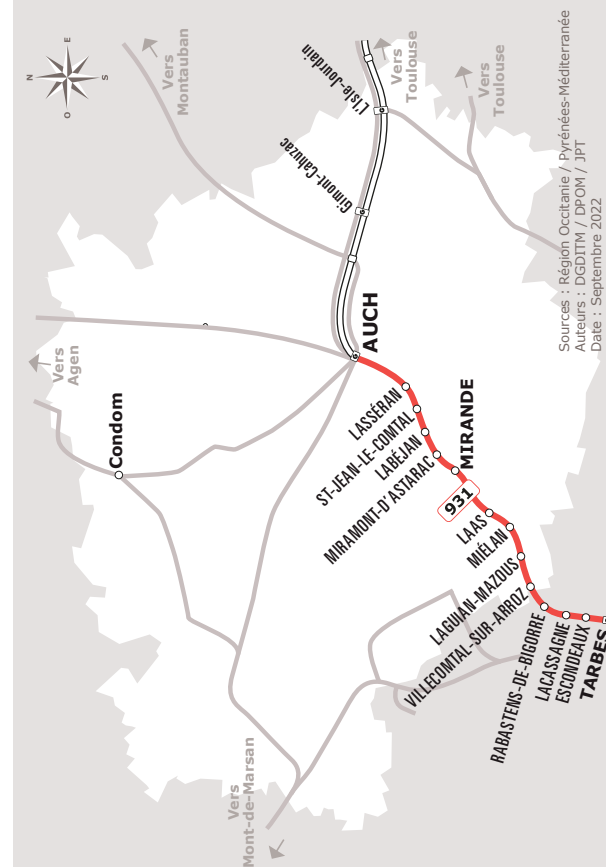 N
E
S
O
Vers
Montauban
Vers
Toulouse
Vers
Toulouse
L'Isle-Jourdain
Gimont-Cahuzac
Vers
Agen
Condom
AUCH
LASSÉRAN
ST-JEAN-LE-COMTAL
LABÉJAN
MIRAMONT-D'ASTARAC
MIRANDE
931
LAAS
MIÉLAN
LAGUIAN-MAZOUS
VILLECOMTAL-SUR-ARROZ
RABASTENS-DE-BIGORRE
LACASSAGNE
ESCONDEAUX
TARBES
Vers
Mont-de-Marsan
Sources : Région Occitanie / Pyrénées-Méditerranée
Auteurs : DGDITM / DPOM / JPT
Date : Septembre 2022